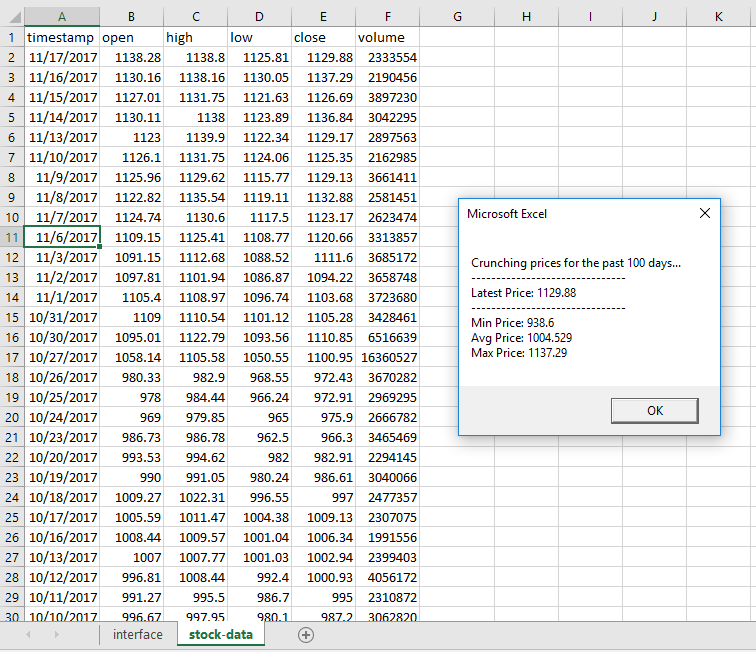 A B C D E F G H I J K
1 timestamp open high low close volume
2 11/17/2017 1138.28 1138.8 1125.81 1129.88 2333554
3 11/16/2017 1130.16 1138.16 1130.05 1137.29 2190456
4 11/15/2017 1127.01 1131.75 1121.63 1126.69 3897230
5 11/14/2017 1130.11 1138 1123.89 1136.84 3042295
6 11/13/2017 1123 1139.9 1122.34 1129.17 2897563
7 11/10/2017 1126.1 1131.75 1124.06 1125.35 2162985
8 11/9/2017 1125.96 1129.62 1115.77 1129.13 3661411
9 11/8/2017 1122.82 1135.54 1119.11 1132.88 2581451
10 11/7/2017 1124.74 1130.6 1117.5 1123.17 2623474
11 11/6/2017 1109.15 1125.41 1108.77 1120.66 3313857
12 11/3/2017 1091.15 1112.68 1088.52 1111.6 3685172
13 11/2/2017 1097.81 1101.94 1086.87 1094.22 3658748
14 11/1/2017 1105.4 1108.97 1096.74 1103.68 3723680
15 10/31/2017 1109 1110.54 1101.12 1105.28 3428461
16 10/30/2017 1095.01 1122.79 1093.56 1110.85 6516639
17 10/27/2017 1058.14 1105.58 1050.55 1100.95 16360527
18 10/26/2017 980.33 982.9 968.55 972.43 3670282
19 10/25/2017 978 984.44 966.24 972.91 2969295
20 10/24/2017 969 979.85 965 975.9 2666782
21 10/23/2017 986.73 986.78 962.5 966.3 3465469
22 10/20/2017 993.53 994.62 982 982.91 2294145
23 10/19/2017 990 991.05 980.24 986.61 3040066
24 10/18/2017 1009.27 1022.31 996.55 997 2477357
25 10/17/2017 1005.59 1011.47 1004.38 1009.13 2307075
26 10/16/2017 1008.44 1009.57 1001.04 1006.34 1991556
27 10/13/2017 1007 1007.77 1001.03 1002.94 2399403
28 10/12/2017 996.81 1008.44 992.4 1000.93 4056172
29 10/11/2017 991.27 995.5 986.7 995 2310872
30 10/10/2017 996.67 997.95 980.1 987.2 3062820
Microsoft Excel
Crunching prices for the past 100 days...
------------------------------
Latest Price: 1129.88
------------------------------
Min Price: 938.6
Avg Price: 1004.529
Max Price: 1137.29
OK
interface stock-data